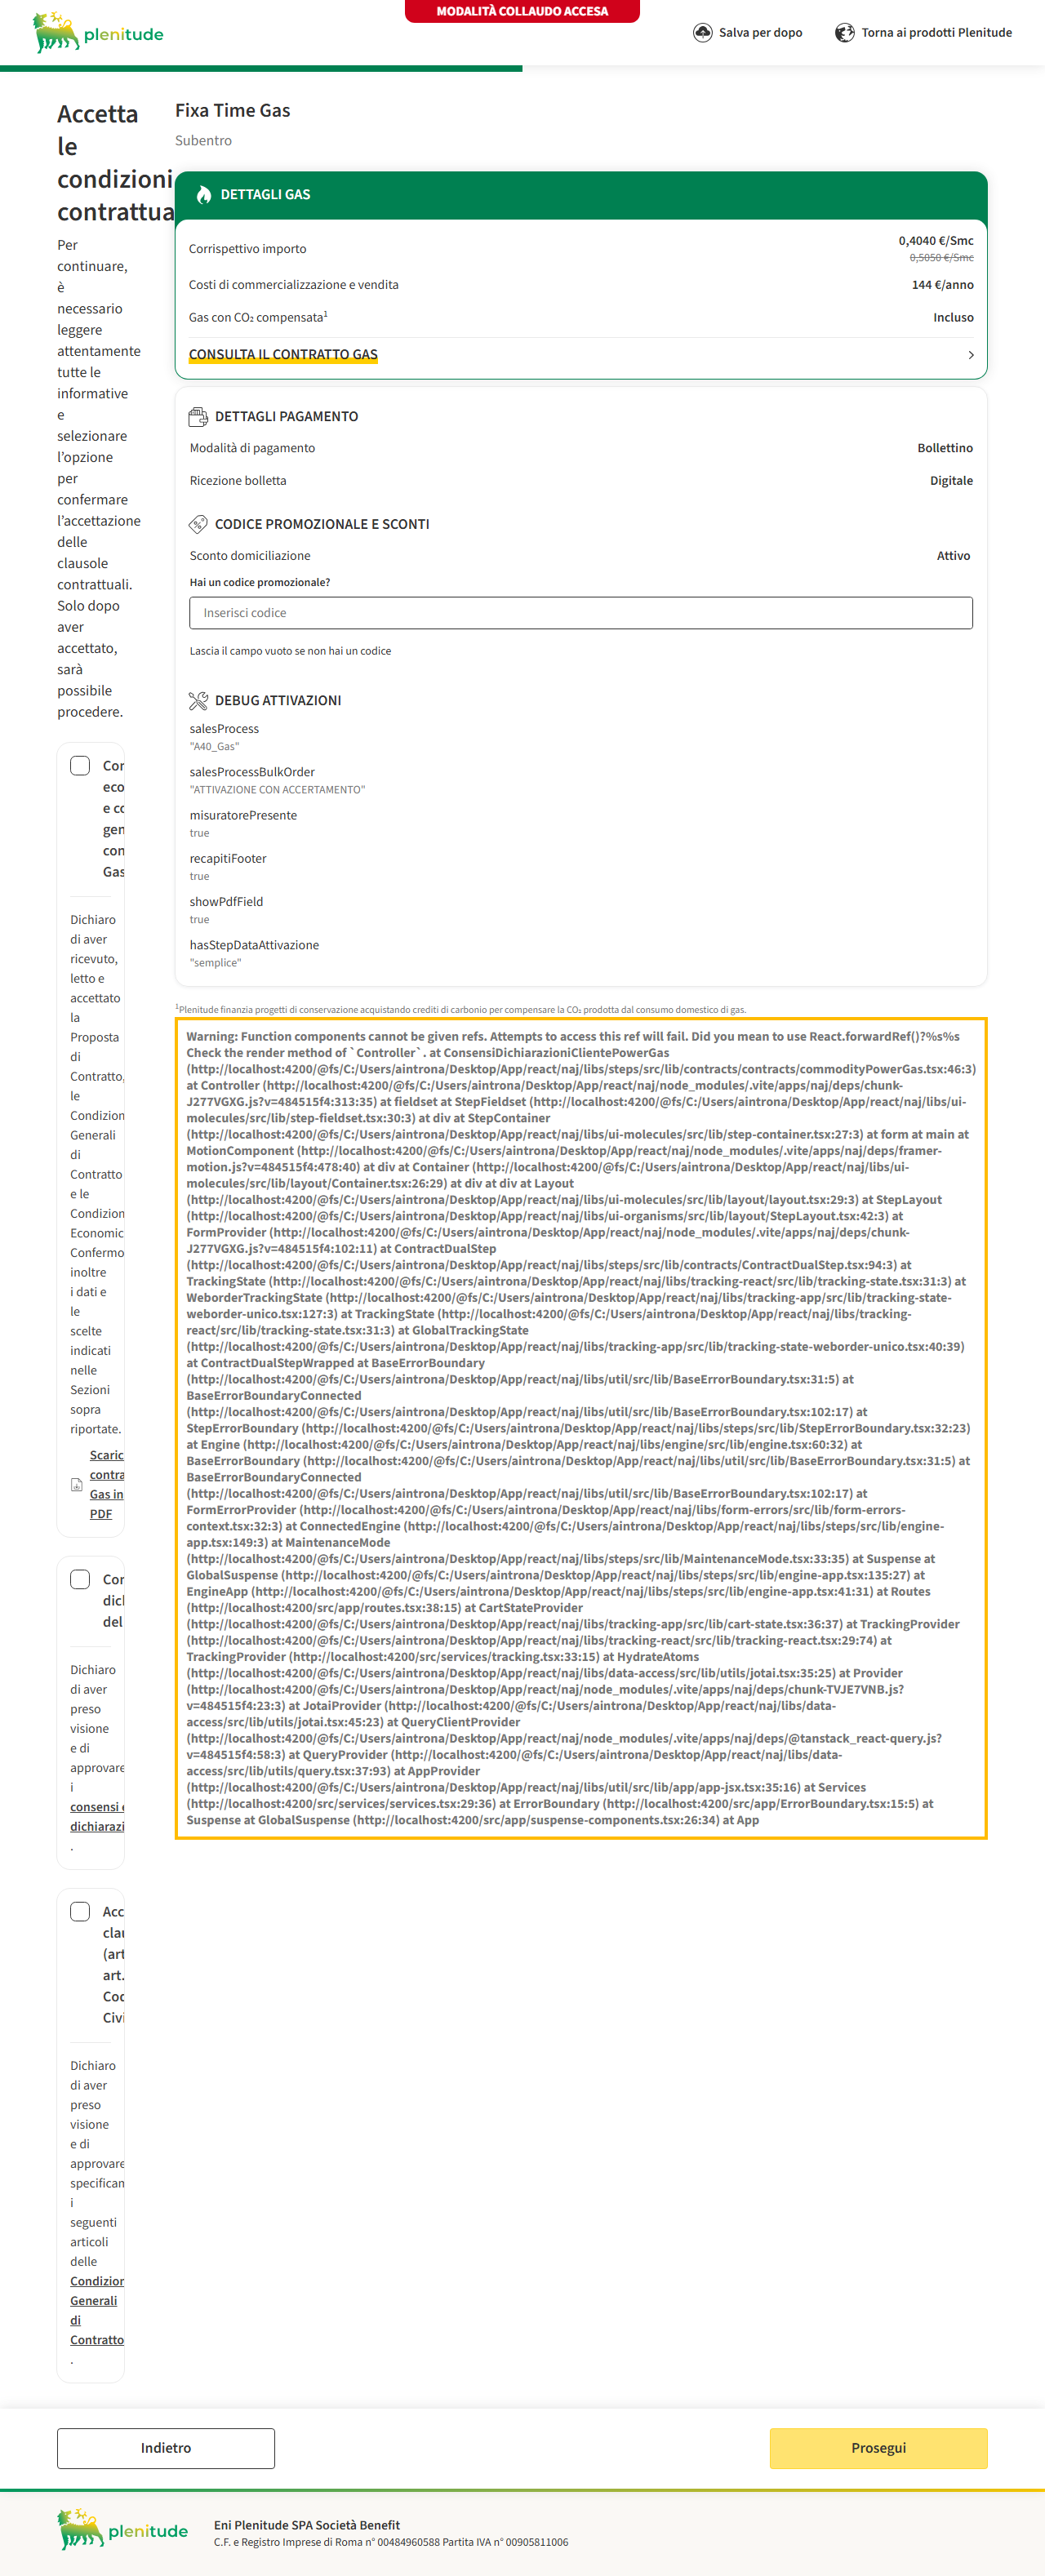 MODALITÀ COLLAUDO ACCESA
plenitude
Salva per dopo
Torna ai prodotti Plenitude
Accetta
le
condizioni
contrattua
Per
continuare,
è
necessario
leggere
attentamente
tutte le
informative
e
selezionare
l'opzione
per
confermare
l'accettazione
delle
clausole
contrattuali.
Solo dopo
aver
accettato,
sarà
possibile
procedere.
Con
eco
e co
gen
con
Gas
Dichiaro
di aver
ricevuto,
letto e
accettato
la
Proposta
di
Contratto,
le
Condizion
Generali
di
Contratto
e le
Condizion
Economic
Confermo
inoltre
i dati e
le
scelte
indicati
nelle
Sezioni
sopra
riportate.
Scaric
contra
Gas in
PDF
Con
dich
del
Dichiaro
di aver
preso
visione
e di
approvare
i
consensi e
dichiarazi
.
Acc
clau
(art
art.
Cod
Civi
Dichiaro
di aver
preso
visione
e di
approvare
specifican
i
seguenti
articoli
delle
Condizion
Generali
di
Contratto
.
Fixa Time Gas
Subentro
DETTAGLI GAS
Corrispettivo importo
0,4040 €/Smc
0,5050 €/Smc
Costi di commercializzazione e vendita
144 €/anno
Gas con CO₂ compensata¹
Incluso
CONSULTA IL CONTRATTO GAS
DETTAGLI PAGAMENTO
Modalità di pagamento
Bollettino
Ricezione bolletta
Digitale
CODICE PROMOZIONALE E SCONTI
Sconto domiciliazione
Attivo
Hai un codice promozionale?
Inserisci codice
Lascia il campo vuoto se non hai un codice
DEBUG ATTIVAZIONI
salesProcess
"A40_Gas"
salesProcessBulkOrder
"ATTIVAZIONE CON ACCERTAMENTO"
misuratorePresente
true
recapitiFooter
true
showPdfField
true
hasStepDataAttivazione
"semplice"
¹Plenitude finanzia progetti di conservazione acquistando crediti di carbonio per compensare la CO₂ prodotta dal consumo domestico di gas.
Warning: Function components cannot be given refs. Attempts to access this ref will fail. Did you mean to use React.forwardRef()?%s%s
Check the render method of `Controller`. at ConsensiDichiarazioniClientePowerGas
(http://localhost:4200/@fs/C:/Users/aintrona/Desktop/App/react/naj/libs/steps/src/lib/contracts/contracts/commodityPowerGas.tsx:46:3)
at Controller (http://localhost:4200/@fs/C:/Users/aintrona/Desktop/App/react/naj/node_modules/.vite/apps/naj/deps/chunk-
J277VGXG.js?v=484515f4:313:35) at fieldset at StepFieldset (http://localhost:4200/@fs/C:/Users/aintrona/Desktop/App/react/naj/libs/ui-
molecules/src/lib/step-fieldset.tsx:30:3) at div at StepContainer
(http://localhost:4200/@fs/C:/Users/aintrona/Desktop/App/react/naj/libs/ui-molecules/src/lib/step-container.tsx:27:3) at form at main at
MotionComponent (http://localhost:4200/@fs/C:/Users/aintrona/Desktop/App/react/naj/node_modules/.vite/apps/naj/deps/framer-
motion.js?v=484515f4:478:40) at div at Container (http://localhost:4200/@fs/C:/Users/aintrona/Desktop/App/react/naj/libs/ui-
molecules/src/lib/layout/Container.tsx:26:29) at div at div at Layout
(http://localhost:4200/@fs/C:/Users/aintrona/Desktop/App/react/naj/libs/ui-molecules/src/lib/layout/layout.tsx:29:3) at StepLayout
(http://localhost:4200/@fs/C:/Users/aintrona/Desktop/App/react/naj/libs/ui-organisms/src/lib/layout/StepLayout.tsx:42:3) at
FormProvider (http://localhost:4200/@fs/C:/Users/aintrona/Desktop/App/react/naj/node_modules/.vite/apps/naj/deps/chunk-
J277VGXG.js?v=484515f4:102:11) at ContractDualStep
(http://localhost:4200/@fs/C:/Users/aintrona/Desktop/App/react/naj/libs/steps/src/lib/contracts/ContractDualStep.tsx:94:3) at
TrackingState (http://localhost:4200/@fs/C:/Users/aintrona/Desktop/App/react/naj/libs/tracking-react/src/lib/tracking-state.tsx:31:3) at
WeborderTrackingState (http://localhost:4200/@fs/C:/Users/aintrona/Desktop/App/react/naj/libs/tracking-app/src/lib/tracking-state-
weborder-unico.tsx:127:3) at TrackingState (http://localhost:4200/@fs/C:/Users/aintrona/Desktop/App/react/naj/libs/tracking-
react/src/lib/tracking-state.tsx:31:3) at GlobalTrackingState
(http://localhost:4200/@fs/C:/Users/aintrona/Desktop/App/react/naj/libs/tracking-app/src/lib/tracking-state-weborder-unico.tsx:40:39)
at ContractDualStepWrapped at BaseErrorBoundary
(http://localhost:4200/@fs/C:/Users/aintrona/Desktop/App/react/naj/libs/util/src/lib/BaseErrorBoundary.tsx:31:5) at
BaseErrorBoundaryConnected
(http://localhost:4200/@fs/C:/Users/aintrona/Desktop/App/react/naj/libs/util/src/lib/BaseErrorBoundary.tsx:102:17) at
StepErrorBoundary (http://localhost:4200/@fs/C:/Users/aintrona/Desktop/App/react/naj/libs/steps/src/lib/StepErrorBoundary.tsx:32:23)
at Engine (http://localhost:4200/@fs/C:/Users/aintrona/Desktop/App/react/naj/libs/engine/src/lib/engine.tsx:60:32) at
BaseErrorBoundary (http://localhost:4200/@fs/C:/Users/aintrona/Desktop/App/react/naj/libs/util/src/lib/BaseErrorBoundary.tsx:31:5) at
BaseErrorBoundaryConnected
(http://localhost:4200/@fs/C:/Users/aintrona/Desktop/App/react/naj/libs/util/src/lib/BaseErrorBoundary.tsx:102:17) at
FormErrorProvider (http://localhost:4200/@fs/C:/Users/aintrona/Desktop/App/react/naj/libs/form-errors/src/lib/form-errors-
context.tsx:32:3) at ConnectedEngine (http://localhost:4200/@fs/C:/Users/aintrona/Desktop/App/react/naj/libs/steps/src/lib/engine-
app.tsx:149:3) at MaintenanceMode
(http://localhost:4200/@fs/C:/Users/aintrona/Desktop/App/react/naj/libs/steps/src/lib/MaintenanceMode.tsx:33:35) at Suspense at
GlobalSuspense (http://localhost:4200/@fs/C:/Users/aintrona/Desktop/App/react/naj/libs/steps/src/lib/engine-app.tsx:135:27) at
EngineApp (http://localhost:4200/@fs/C:/Users/aintrona/Desktop/App/react/naj/libs/steps/src/lib/engine-app.tsx:41:31) at Routes
(http://localhost:4200/src/app/routes.tsx:38:15) at CartStateProvider
(http://localhost:4200/@fs/C:/Users/aintrona/Desktop/App/react/naj/libs/tracking-app/src/lib/cart-state.tsx:36:37) at TrackingProvider
(http://localhost:4200/@fs/C:/Users/aintrona/Desktop/App/react/naj/libs/tracking-react/src/lib/tracking-react.tsx:29:74) at
TrackingProvider (http://localhost:4200/src/services/tracking.tsx:33:15) at HydrateAtoms
(http://localhost:4200/@fs/C:/Users/aintrona/Desktop/App/react/naj/libs/data-access/src/lib/utils/jotai.tsx:35:25) at Provider
(http://localhost:4200/@fs/C:/Users/aintrona/Desktop/App/react/naj/node_modules/.vite/apps/naj/deps/chunk-TVJE7VNB.js?
v=484515f4:23:3) at JotaiProvider (http://localhost:4200/@fs/C:/Users/aintrona/Desktop/App/react/naj/libs/data-
access/src/lib/utils/jotai.tsx:45:23) at QueryClientProvider
(http://localhost:4200/@fs/C:/Users/aintrona/Desktop/App/react/naj/node_modules/.vite/apps/naj/deps/@tanstack_react-query.js?
v=484515f4:58:3) at QueryProvider (http://localhost:4200/@fs/C:/Users/aintrona/Desktop/App/react/naj/libs/data-
access/src/lib/utils/query.tsx:37:93) at AppProvider
(http://localhost:4200/@fs/C:/Users/aintrona/Desktop/App/react/naj/libs/util/src/lib/app/app-jsx.tsx:35:16) at Services
(http://localhost:4200/src/services/services.tsx:29:36) at ErrorBoundary (http://localhost:4200/src/app/ErrorBoundary.tsx:15:5) at
Suspense at GlobalSuspense (http://localhost:4200/src/app/suspense-components.tsx:26:34) at App
Indietro
Prosegui
plenitude
Eni Plenitude SPA Società Benefit
C.F. e Registro Imprese di Roma n° 00484960588 Partita IVA n° 00905811006